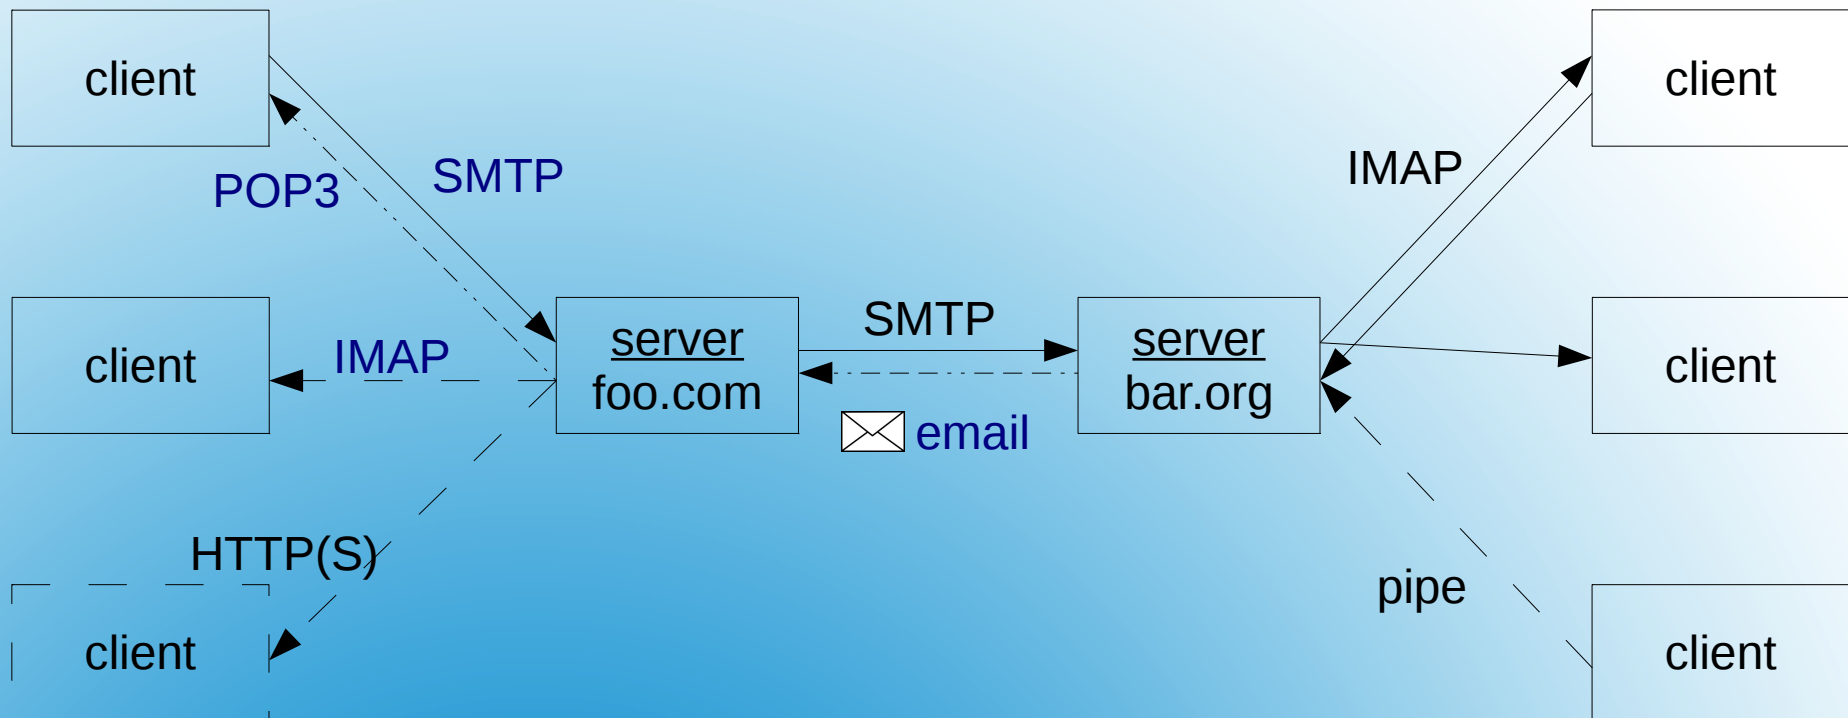 client
client
POP3
SMTP
IMAP
client
IMAP
server
foo.com
SMTP
email
server
bar.org
client
HTTP(S)
client
pipe
client